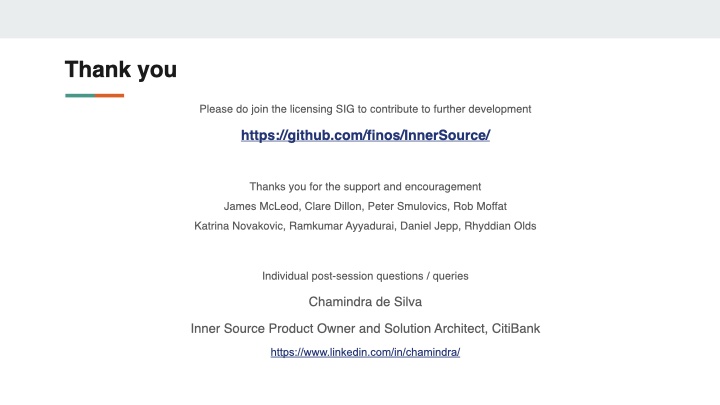 Thank you
Please do join the licensing SIG to contribute to further development
https://github.com/finos/InnerSource/
Thanks you for the support and encouragement
James McLeod, Clare Dillon, Peter Smulovics, Rob Moffat
Katrina Novakovic, Ramkumar Ayyadurai, Daniel Jepp, Rhyddian Olds
Individual post-session questions / queries
Chamindra de Silva
Inner Source Product Owner and Solution Architect, CitiBank
https://www.linkedin.com/in/chamindra/